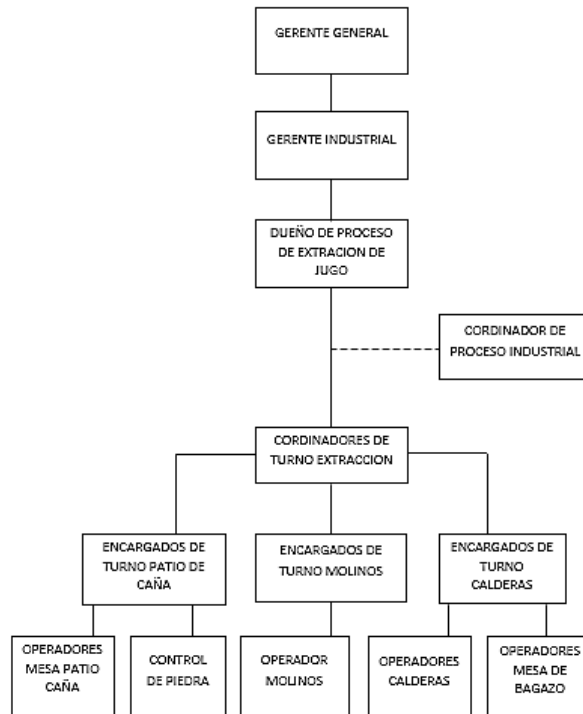 GERENTE GENERAL
GERENTE INDUSTRIAL
DUEÑO DE PROCESO
DE EXTRACION DE
JUGO
CORDINADOR DE
PROCESO INDUSTRIAL
CORDINADORES DE
TURNO EXTRACCION
ENCARGADOS DE
TURNO PATIO DE
CAÑA
ENCARGADOS DE
TURNO MOLINOS
ENCARGADOS DE
TURNO
CALDERAS
OPERADORES
MESA PATIO
CAÑA
CONTROL
DE PIEDRA
OPERADOR
MOLINOS
OPERADORES
CALDERAS
OPERADORES
MESA DE
BAGAZO